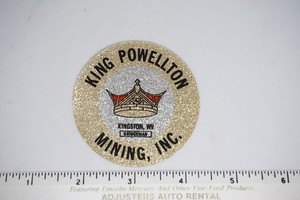 KING POWELLTON
KINGSTON, WV
MINING, INC.
1 2 3 4 5 6
Featuring Lincoln-Mercury And Other Fine Ford Products
ADJUSTERS AUTO RENTAL